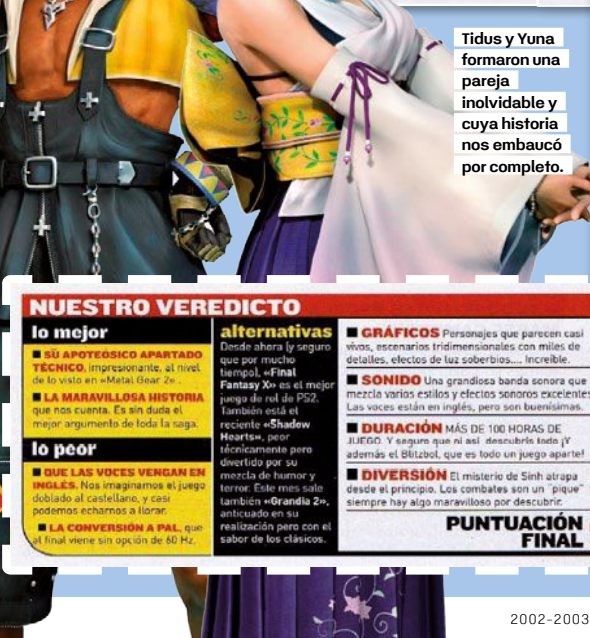 Tidus y Yuna
formaron una
pareja
inolvidable y
cuya historia
nos embaucó
por completo.
NUESTRO VEREDICTO
lo mejor
■ SU APOTEÓSICO APARTADO
TÉCNICO, impresionante, al nivel
de lo visto en «Metal Gear 2».
■ LA MARAVILLOSA HISTORIA
que nos cuenta. Es sin duda el
mejor argumento de toda la saga.
lo peor
■ QUE LAS VOCES VENGAN EN
INGLÉS. Nos imaginamos el juego
doblado al castellano, y casi
podemos echarnos a llorar.
■ LA CONVERSIÓN A PAL, que
al final viene sin opción de 60 Hz.
alternativas
Desde ahora (y seguro
que por mucho
tiempo), «Final
Fantasy X» es el mejor
juego de rol de PS2.
También está el
reciente «Shadow
Hearts», peor
técnicamente pero
divertido por su
mezcla de humor y
terror. Este mes sale
también «Grandia 2»,
anticuado en su
realización pero con el
sabor de los clásicos.
■ GRÁFICOS Personajes que parecen casi
vivos, escenarios tridimensionales con miles de
detalles, efectos de luz soberbios.... Increíble.
■ SONIDO Una grandiosa banda sonora que
mezcla varios estilos y efectos sonoros excelentes
Las voces están en inglés, pero son buenísimas.
■ DURACIÓN MÁS DE 100 HORAS DE
JUEGO. Y seguro que ni así descubrís todo ¡Y
además el Blitzbol, que es todo un juego aparte!
■ DIVERSIÓN El misterio de Sinh atrapa
desde el principio. Los combates son un "pique"
siempre hay algo maravilloso por descubrir.
PUNTUACIÓN
FINAL
2002-2003